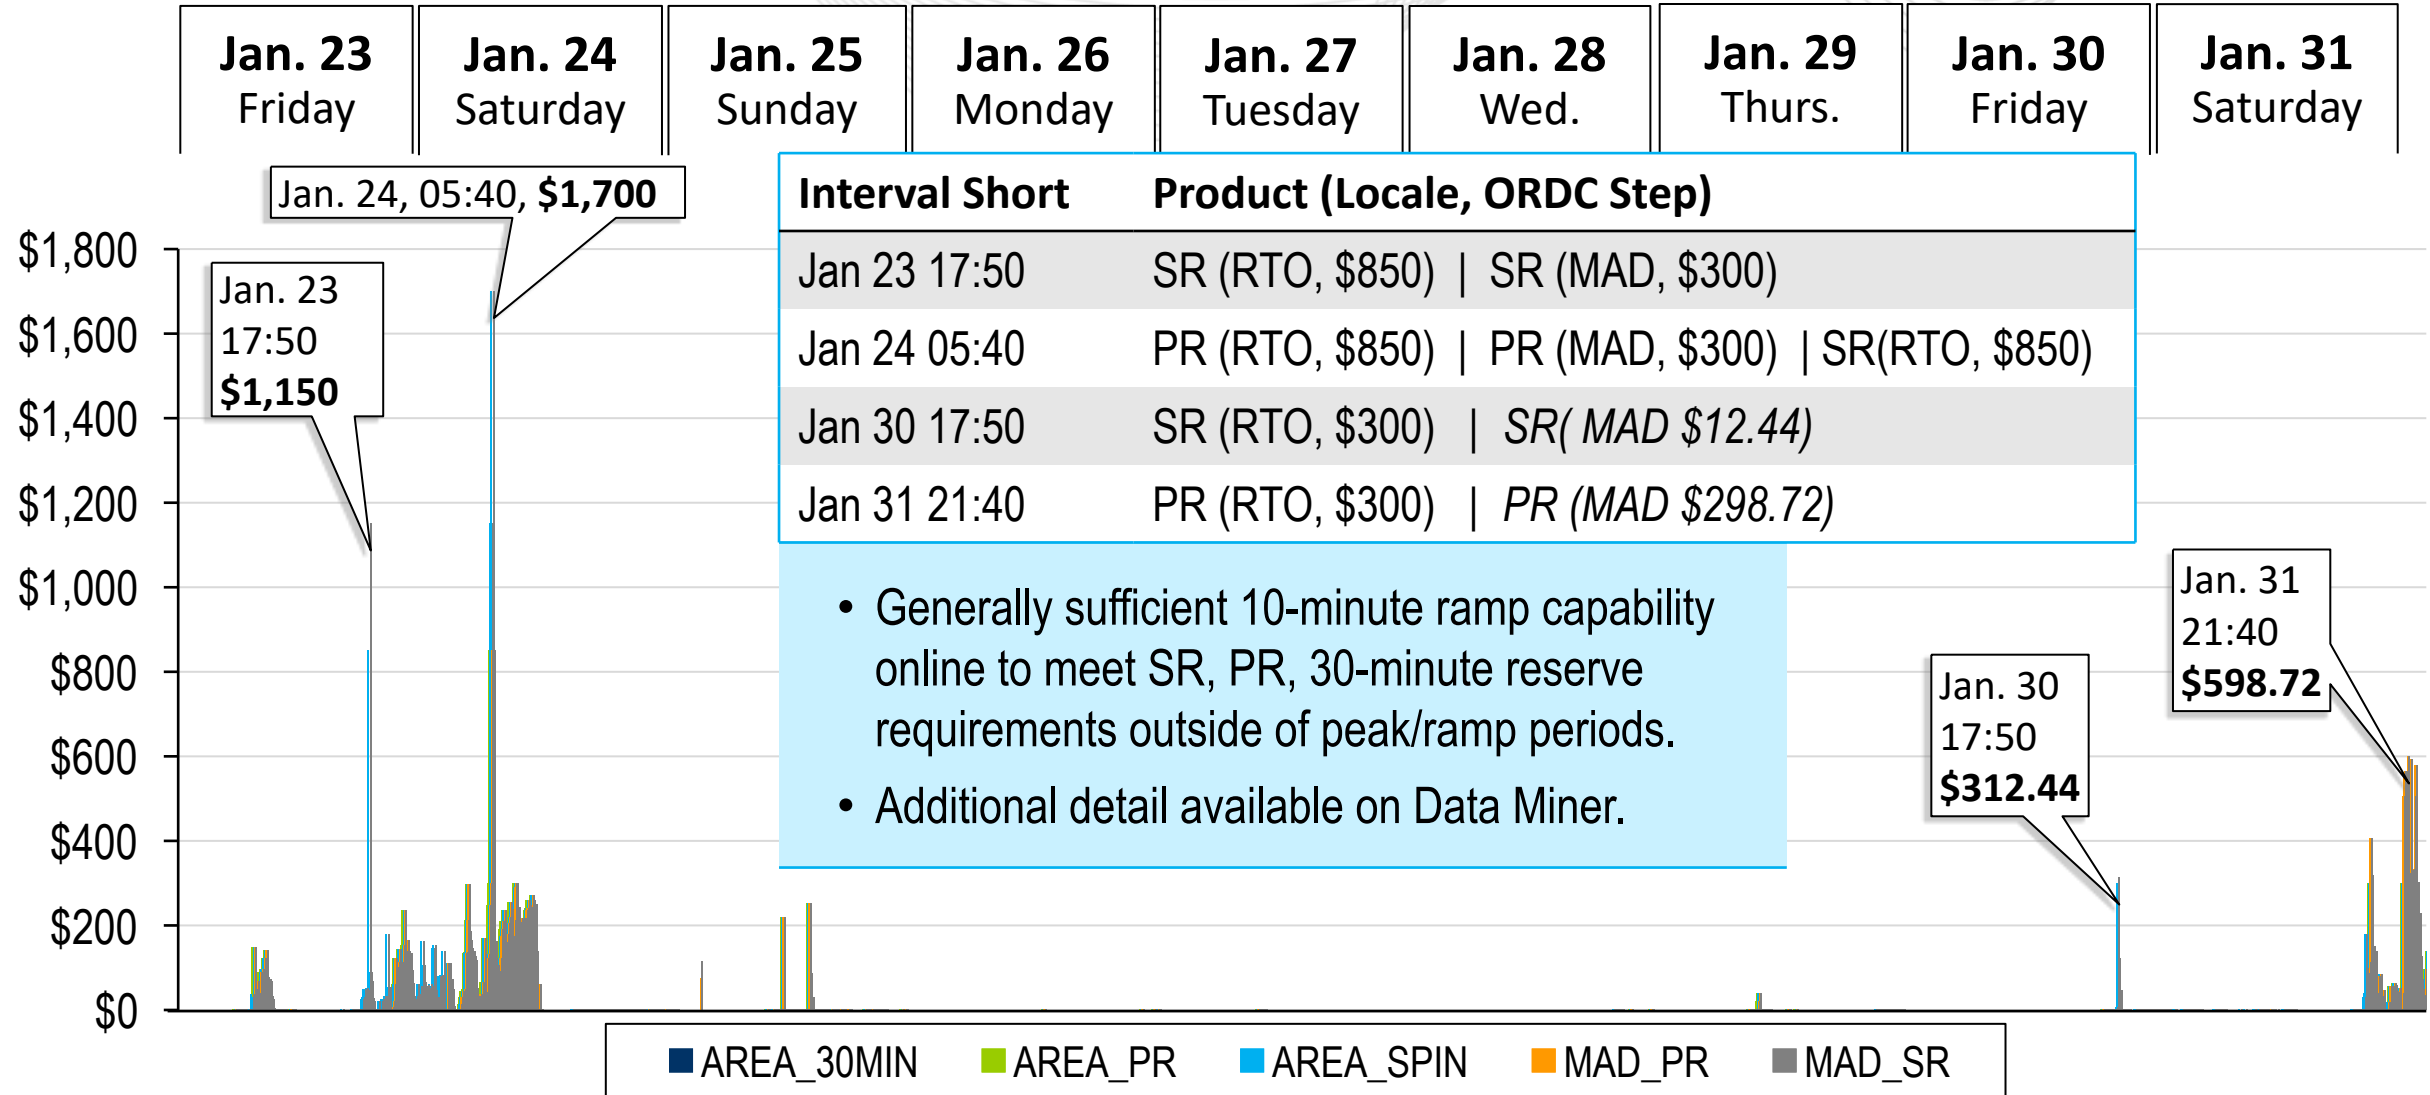 Jan. 23
Friday
Jan. 24
Saturday
Jan. 25
Sunday
Jan. 26
Monday
Jan. 27
Tuesday
Jan. 28
Wed.
Jan. 29
Thurs.
Jan. 30
Friday
Jan. 31
Saturday
Jan. 24, 05:40, $1,700
Jan. 23
17:50
$1,150
Interval Short Product (Locale, ORDC Step)
Jan 23 17:50 SR (RTO, $850) | SR (MAD, $300)
Jan 24 05:40 PR (RTO, $850) | PR (MAD, $300) | SR(RTO, $850)
Jan 30 17:50 SR (RTO, $300) | SR( MAD $12.44)
Jan 31 21:40 PR (RTO, $300) | PR (MAD $298.72)
• Generally sufficient 10-minute ramp capability
online to meet SR, PR, 30-minute reserve
requirements outside of peak/ramp periods.
• Additional detail available on Data Miner.
Jan. 30
17:50
$312.44
Jan. 31
21:40
$598.72
$1,800
$1,600
$1,400
$1,200
$1,000
$800
$600
$400
$200
$0
AREA_30MIN AREA_PR AREA_SPIN MAD_PR MAD_SR